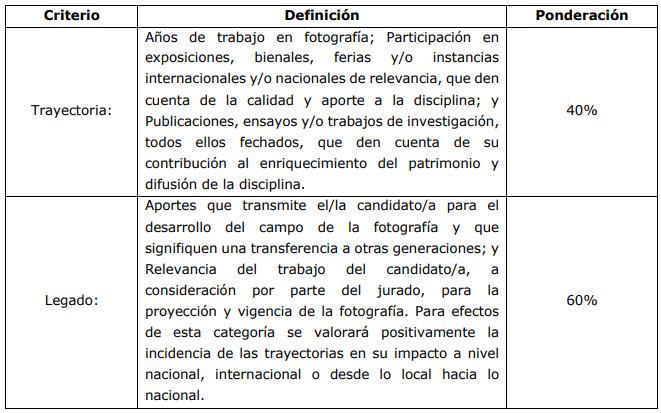 Criterio Definición Ponderación
Años de trabajo en fotografía; Participación en
exposiciones, bienales, ferias y/o instancias
internacionales y/o nacionales de relevancia, que den
cuenta de la calidad y aporte a la disciplina; y
Trayectoria: Publicaciones, ensayos y/o trabajos de investigación, 40%
todos ellos fechados, que den cuenta de su
contribución al enriquecimiento del patrimonio y
difusión de la disciplina.
Aportes que transmite el/la candidato/a para el
desarrollo del campo de la fotografía y que
signifiquen una transferencia a otras generaciones; y
Relevancia del trabajo del candidato/a, a
consideración por parte del jurado, para la
Legado: proyección y vigencia de la fotografía. Para efectos 60%
de esta categoría se valorará positivamente la
incidencia de las trayectorias en su impacto a nivel
nacional, internacional o desde lo local hacia lo
nacional.